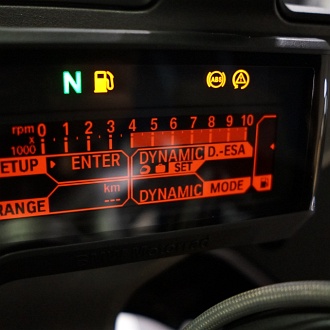 N ABS
rpm 0 1 2 3 4 5 6 7 8 9 10
x
1000
SETUP ENTER DYNAMIC D.-ESA
SET
km
RANGE --- DYNAMIC MODE